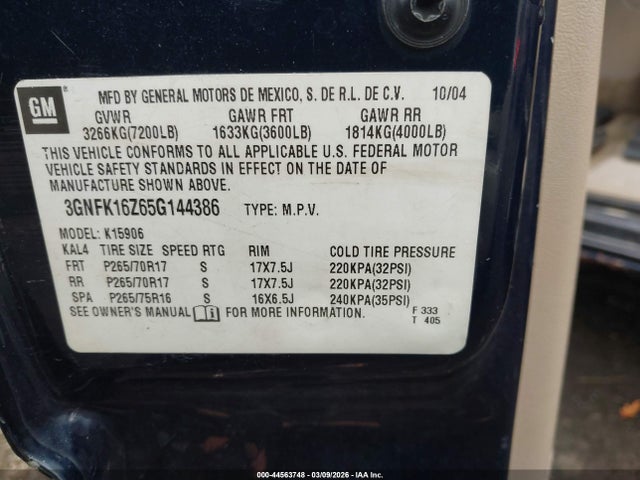 GM
MFD BY GENERAL MOTORS DE MEXICO, S. DE R.L. DE C.V. 10/04
GVWR GAWR FRT GAWR RR
3266KG(7200LB) 1633KG(3600LB) 1814KG(4000LB)
THIS VEHICLE CONFORMS TO ALL APPLICABLE U.S. FEDERAL MOTOR
VEHICLE SAFETY STANDARDS IN EFFECT ON THE DATE OF
MANUFACTURE SHOWN ABOVE.
3GNFK16Z65G144386 TYPE: M.P.V.
MODEL: K15906
KAL4 TIRE SIZE SPEED RTG RIM COLD TIRE PRESSURE
FRT P265/70R17 S 17X7.5J 220KPA(32PSI)
RR P265/70R17 S 17X7.5J 220KPA(32PSI)
SPA P265/75R16 S 16X6.5J 240KPA(35PSI)
SEE OWNER'S MANUAL FOR MORE INFORMATION.
F 333
T 405
000-44563748 - 03/09/2026 - IAA Inc.